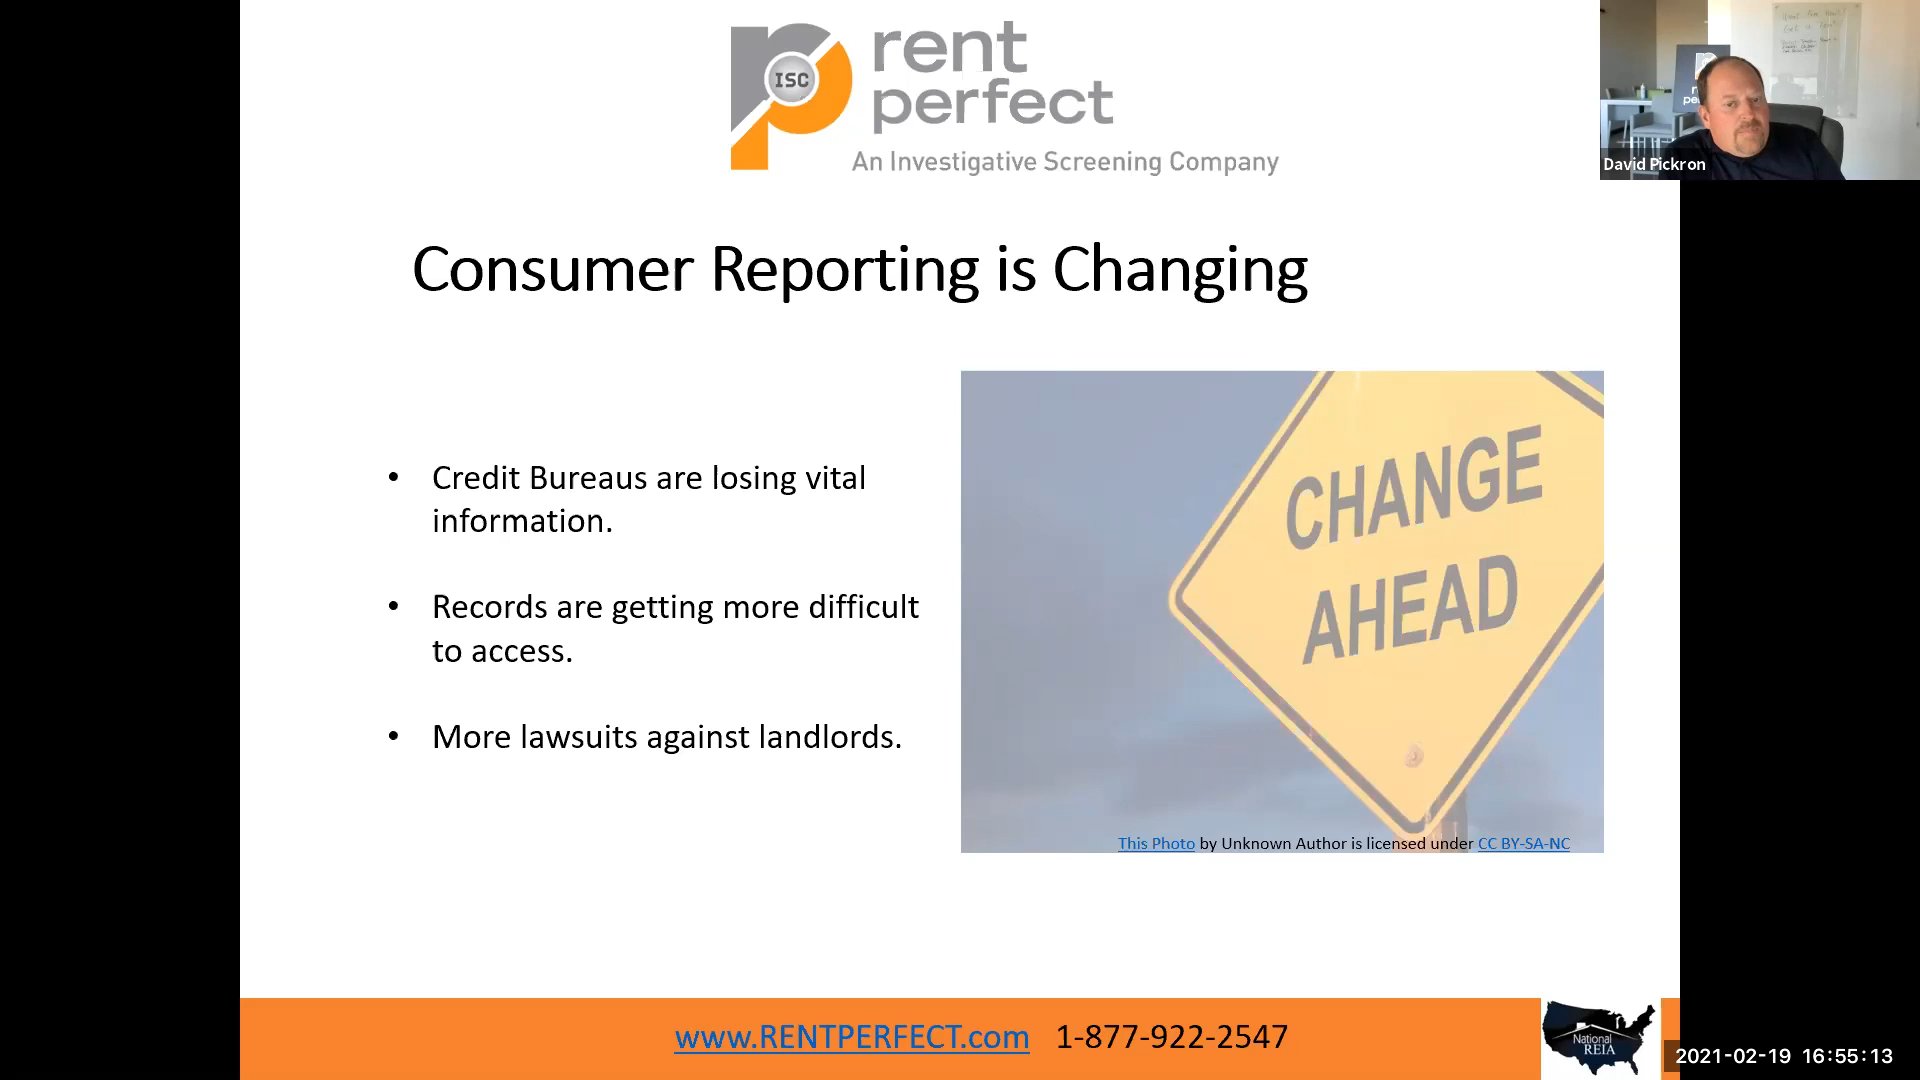 rent
perfect
ISC
An Investigative Screening Company
David Pickron
Consumer Reporting is Changing
• Credit Bureaus are losing vital
information.
• Records are getting more difficult
to access.
• More lawsuits against landlords.
CHANGE
AHEAD
This Photo by Unknown Author is licensed under CC BY-SA-NC
www.RENTPERFECT.com 1-877-922-2547
National
REIA
2021-02-19 16:55:13